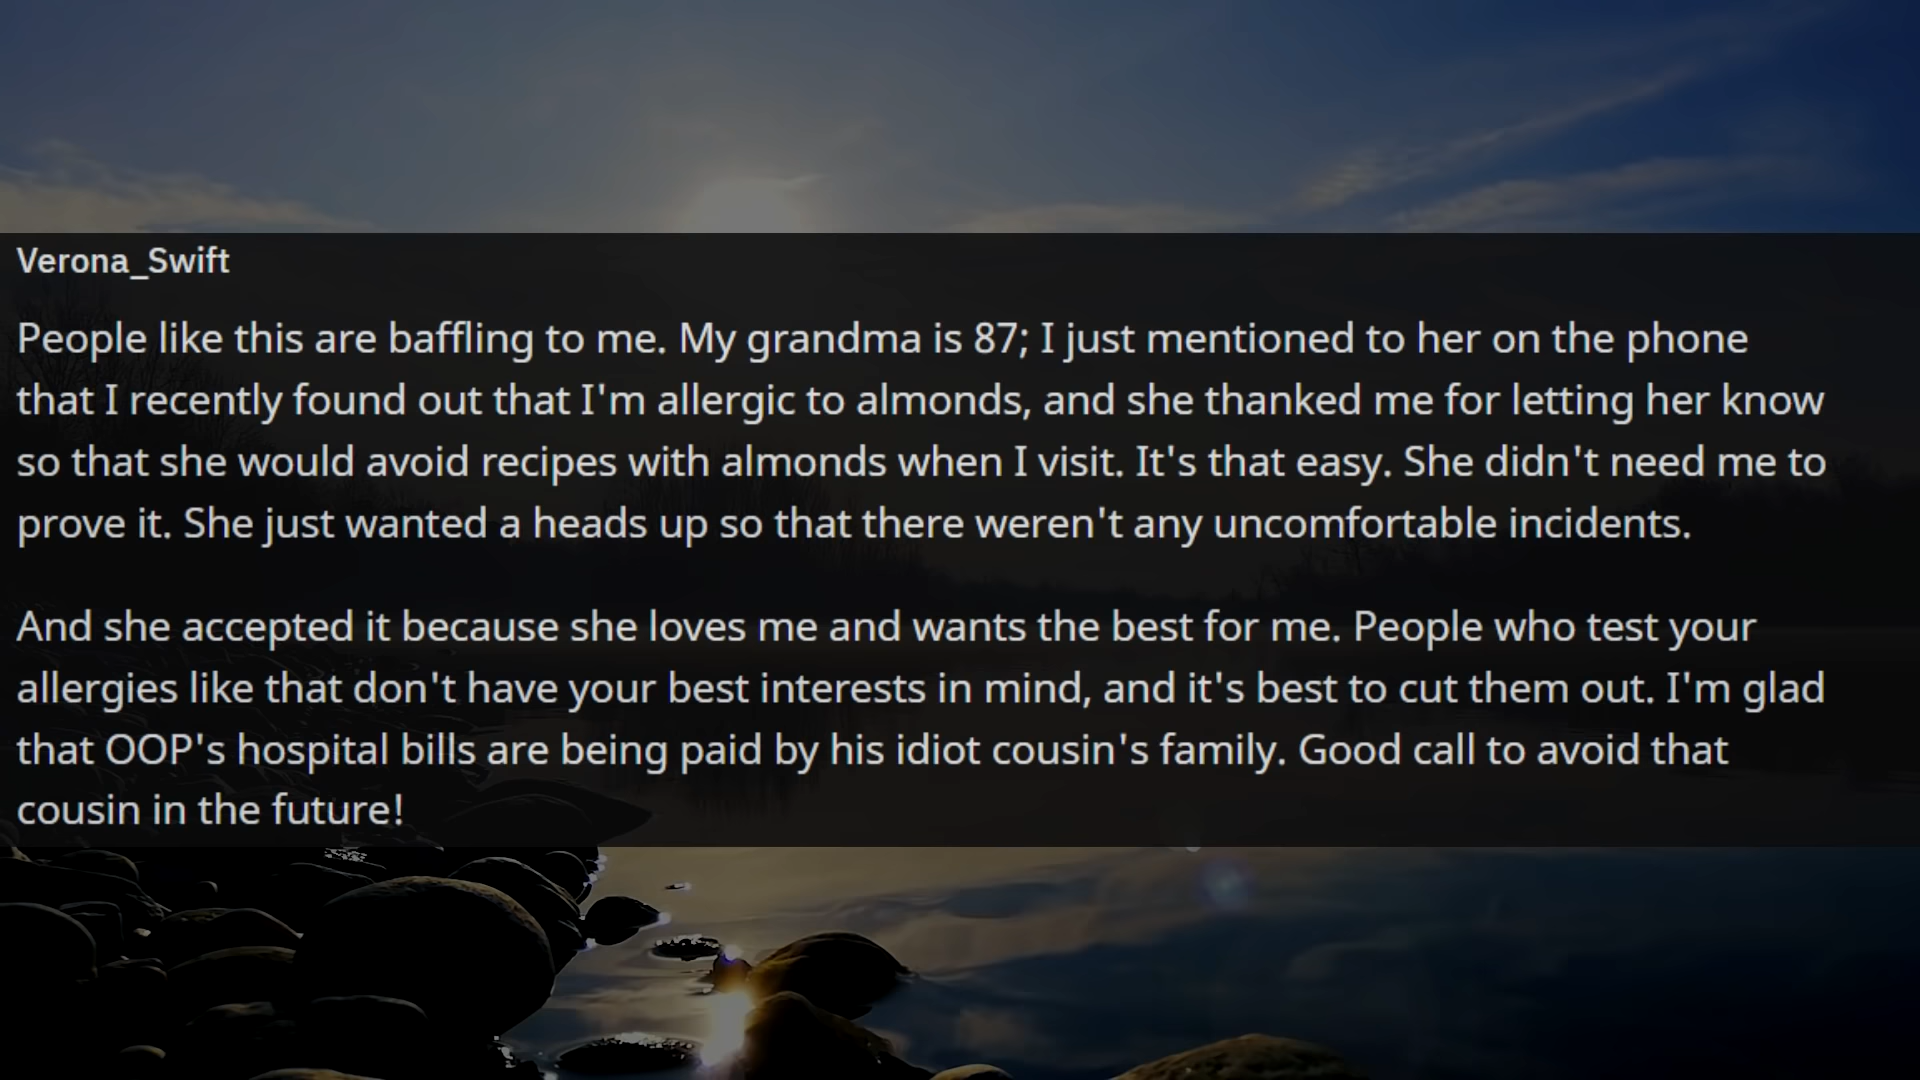 Verona_Swift
People like this are baffling to me. My grandma is 87; I just mentioned to her on the phone
that I recently found out that I'm allergic to almonds, and she thanked me for letting her know
so that she would avoid recipes with almonds when I visit. It's that easy. She didn't need me to
prove it. She just wanted a heads up so that there weren't any uncomfortable incidents.
And she accepted it because she loves me and wants the best for me. People who test your
allergies like that don't have your best interests in mind, and it's best to cut them out. I'm glad
that OOP's hospital bills are being paid by his idiot cousin's family. Good call to avoid that
cousin in the future!